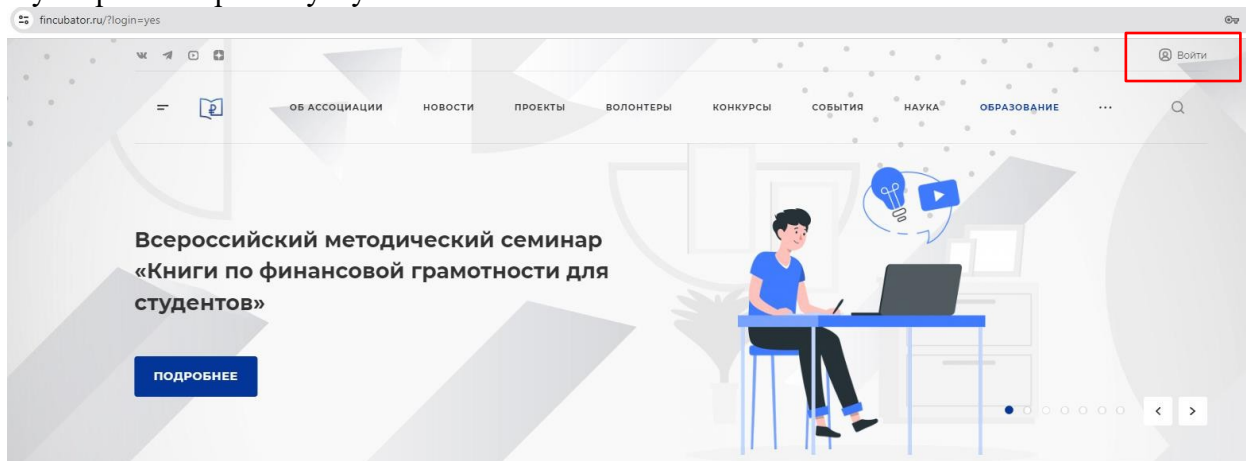 fincubator.ru/?login=yes
Войти
ОБ АССОЦИАЦИИ НОВОСТИ ПРОЕКТЫ ВОЛОНТЕРЫ КОНКУРСЫ СОБЫТИЯ НАУКА ОБРАЗОВАНИЕ ...
Всероссийский методический семинар
«Книги по финансовой грамотности для
студентов»
ПОДРОБНЕЕ